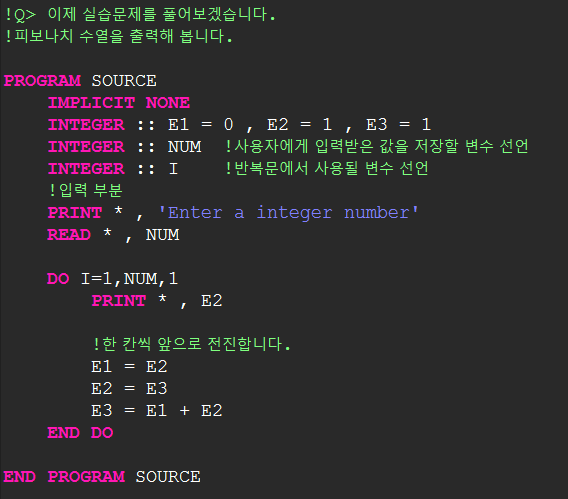 !Q> 이제 실습문제를 풀어보겠습니다.
!피보나치 수열을 출력해 봅니다.
PROGRAM SOURCE
IMPLICIT NONE
INTEGER :: E1 = 0 , E2 = 1 , E3 = 1
INTEGER :: NUM !사용자에게 입력받은 값을 저장할 변수 선언
INTEGER :: I !반복문에서 사용될 변수 선언
!입력 부분
PRINT * , 'Enter a integer number'
READ * , NUM
DO I=1,NUM,1
PRINT * , E2
!한 칸씩 앞으로 전진합니다.
E1 = E2
E2 = E3
E3 = E1 + E2
END DO
END PROGRAM SOURCE